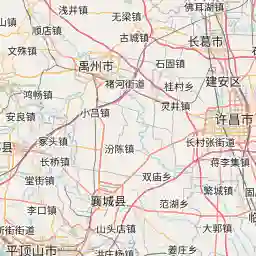 浅井镇
佛耳湖镇
无梁镇
顺店镇
古城镇
长葛市
文殊镇
石固镇
禹州市
建安区
褚河街道
桂村乡
鸿畅镇
灵井镇
小吕镇
安良镇
许昌市
冢头镇
长村张街道
汾陈镇
长桥镇
蒋李集镇
堂街镇
双庙乡
襄城县
繁城镇
李口镇
范湖乡
山头店镇
大郭镇
平顶山市
姜庄乡
洪庄杨镇